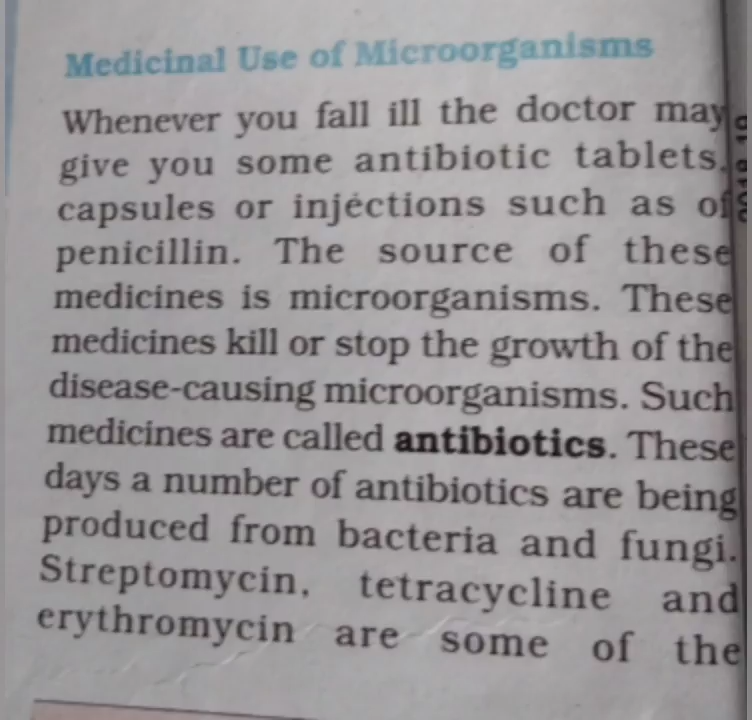 Medicinal Use of Microorganisms
Whenever you fall ill the doctor may
give you some antibiotic tablets,
capsules or injections such as of
penicillin. The source of these
medicines is microorganisms. These
medicines kill or stop the growth of the
disease-causing microorganisms. Such
medicines are called antibiotics. These
days a number of antibiotics are being
produced from bacteria and fungi.
Streptomycin, tetracycline and
erythromycin are some of the